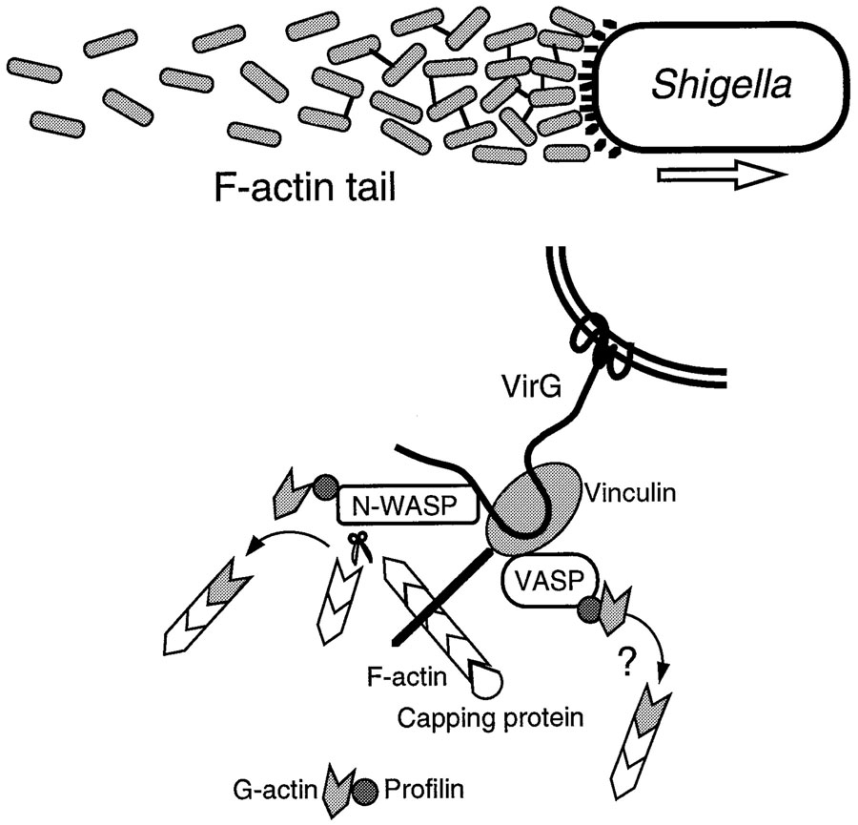 Shigella
F-actin tail
VirG
Vinculin
N-WASP
VASP
?
F-actin
Capping protein
G-actin Profilin